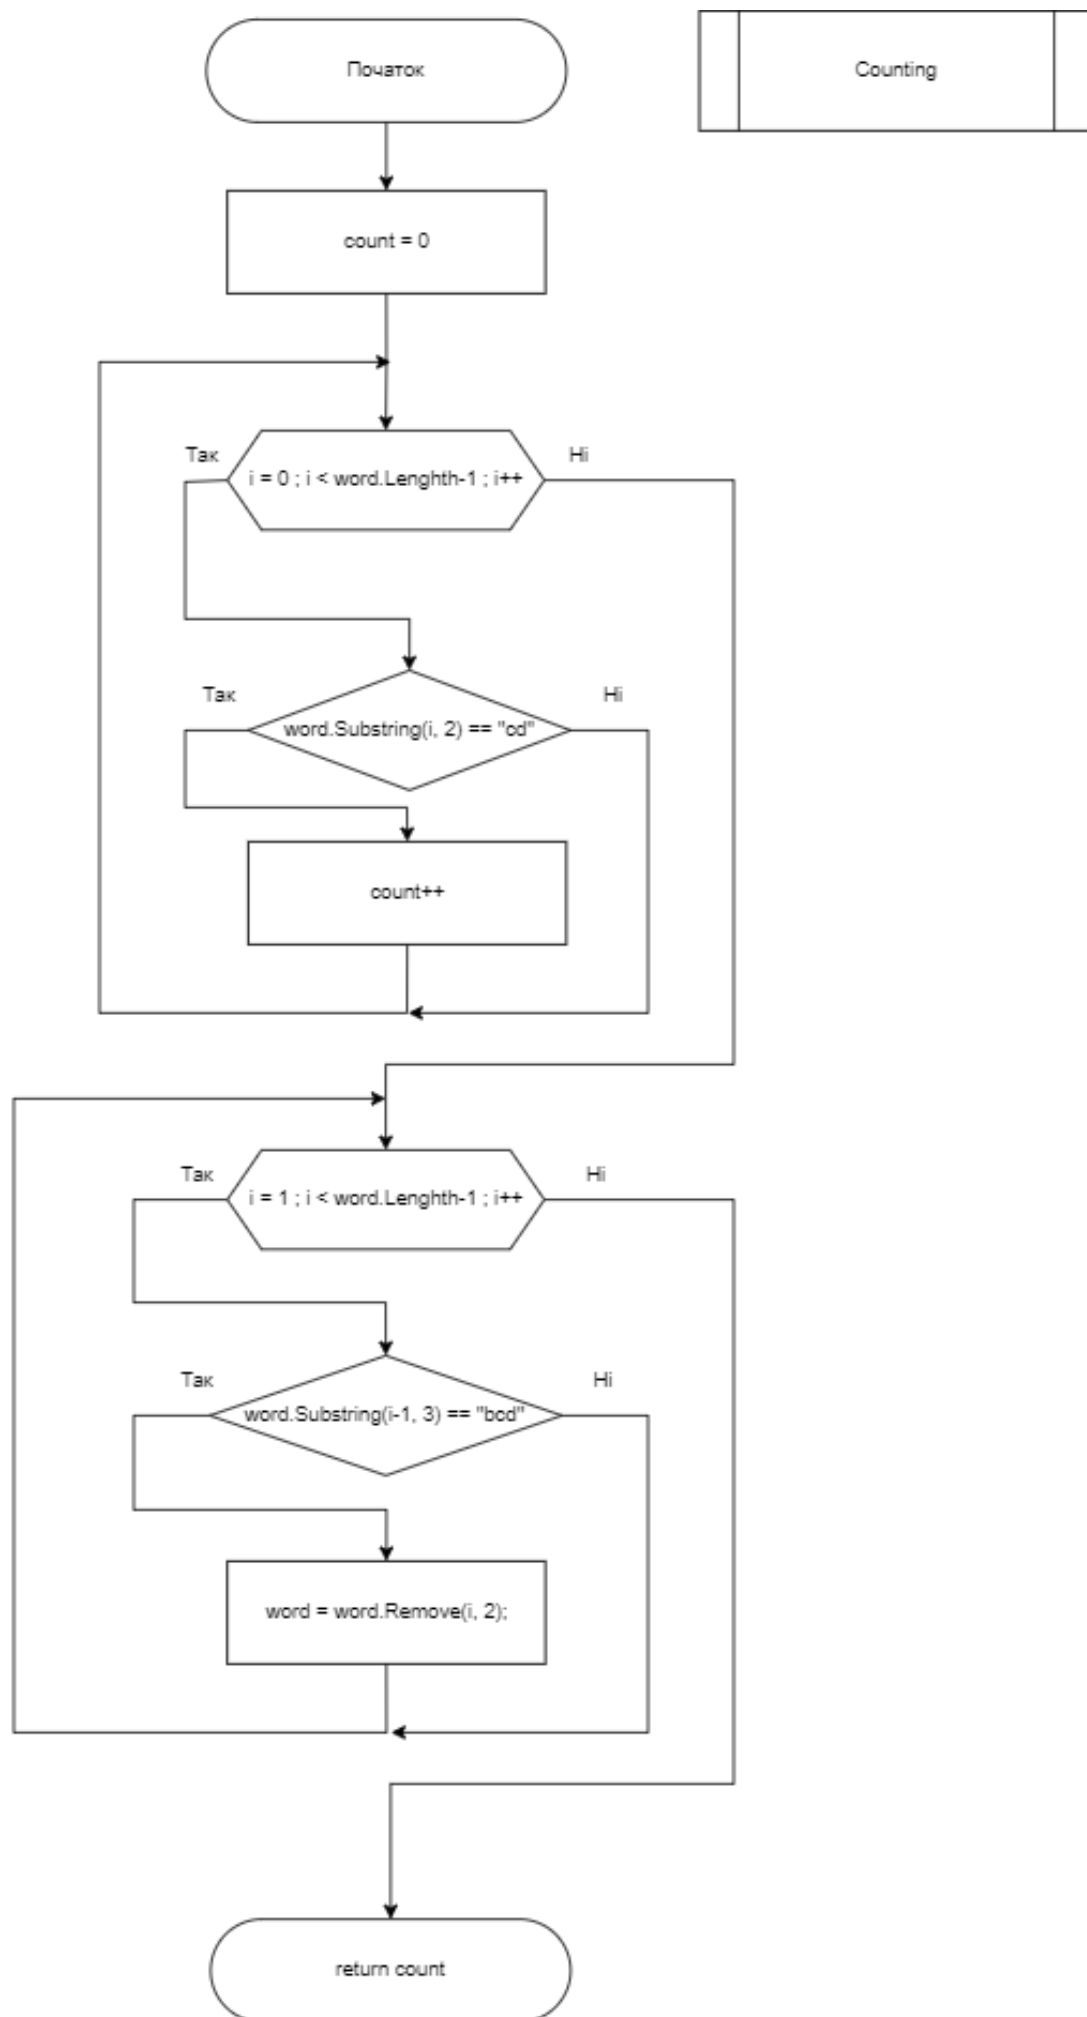 Початок
Counting
count = 0
Так
Ні
i = 0 ; i < word.Lenghth-1 ; i++
Так
Ні
word.Substring(i, 2) == "cd"
count++
Так
Ні
i = 1 ; i < word.Lenghth-1 ; i++
Так
Ні
word.Substring(i-1, 3) == "bcd"
word = word.Remove(i, 2);
return count